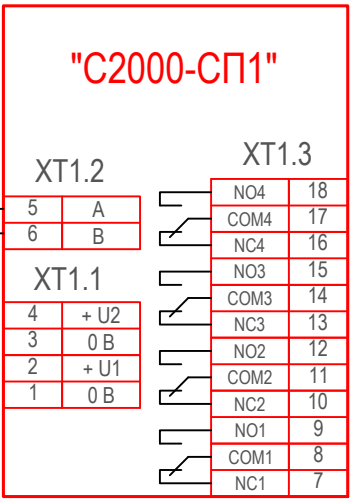 "С2000-СП1"
XT1.2
5 A
6 B
XT1.1
4 + U2
3 0 В
2 + U1
1 0 В
XT1.3
NO4 18
COM4 17
NC4 16
NO3 15
COM3 14
NC3 13
NO2 12
COM2 11
NC2 10
NO1 9
COM1 8
NC1 7